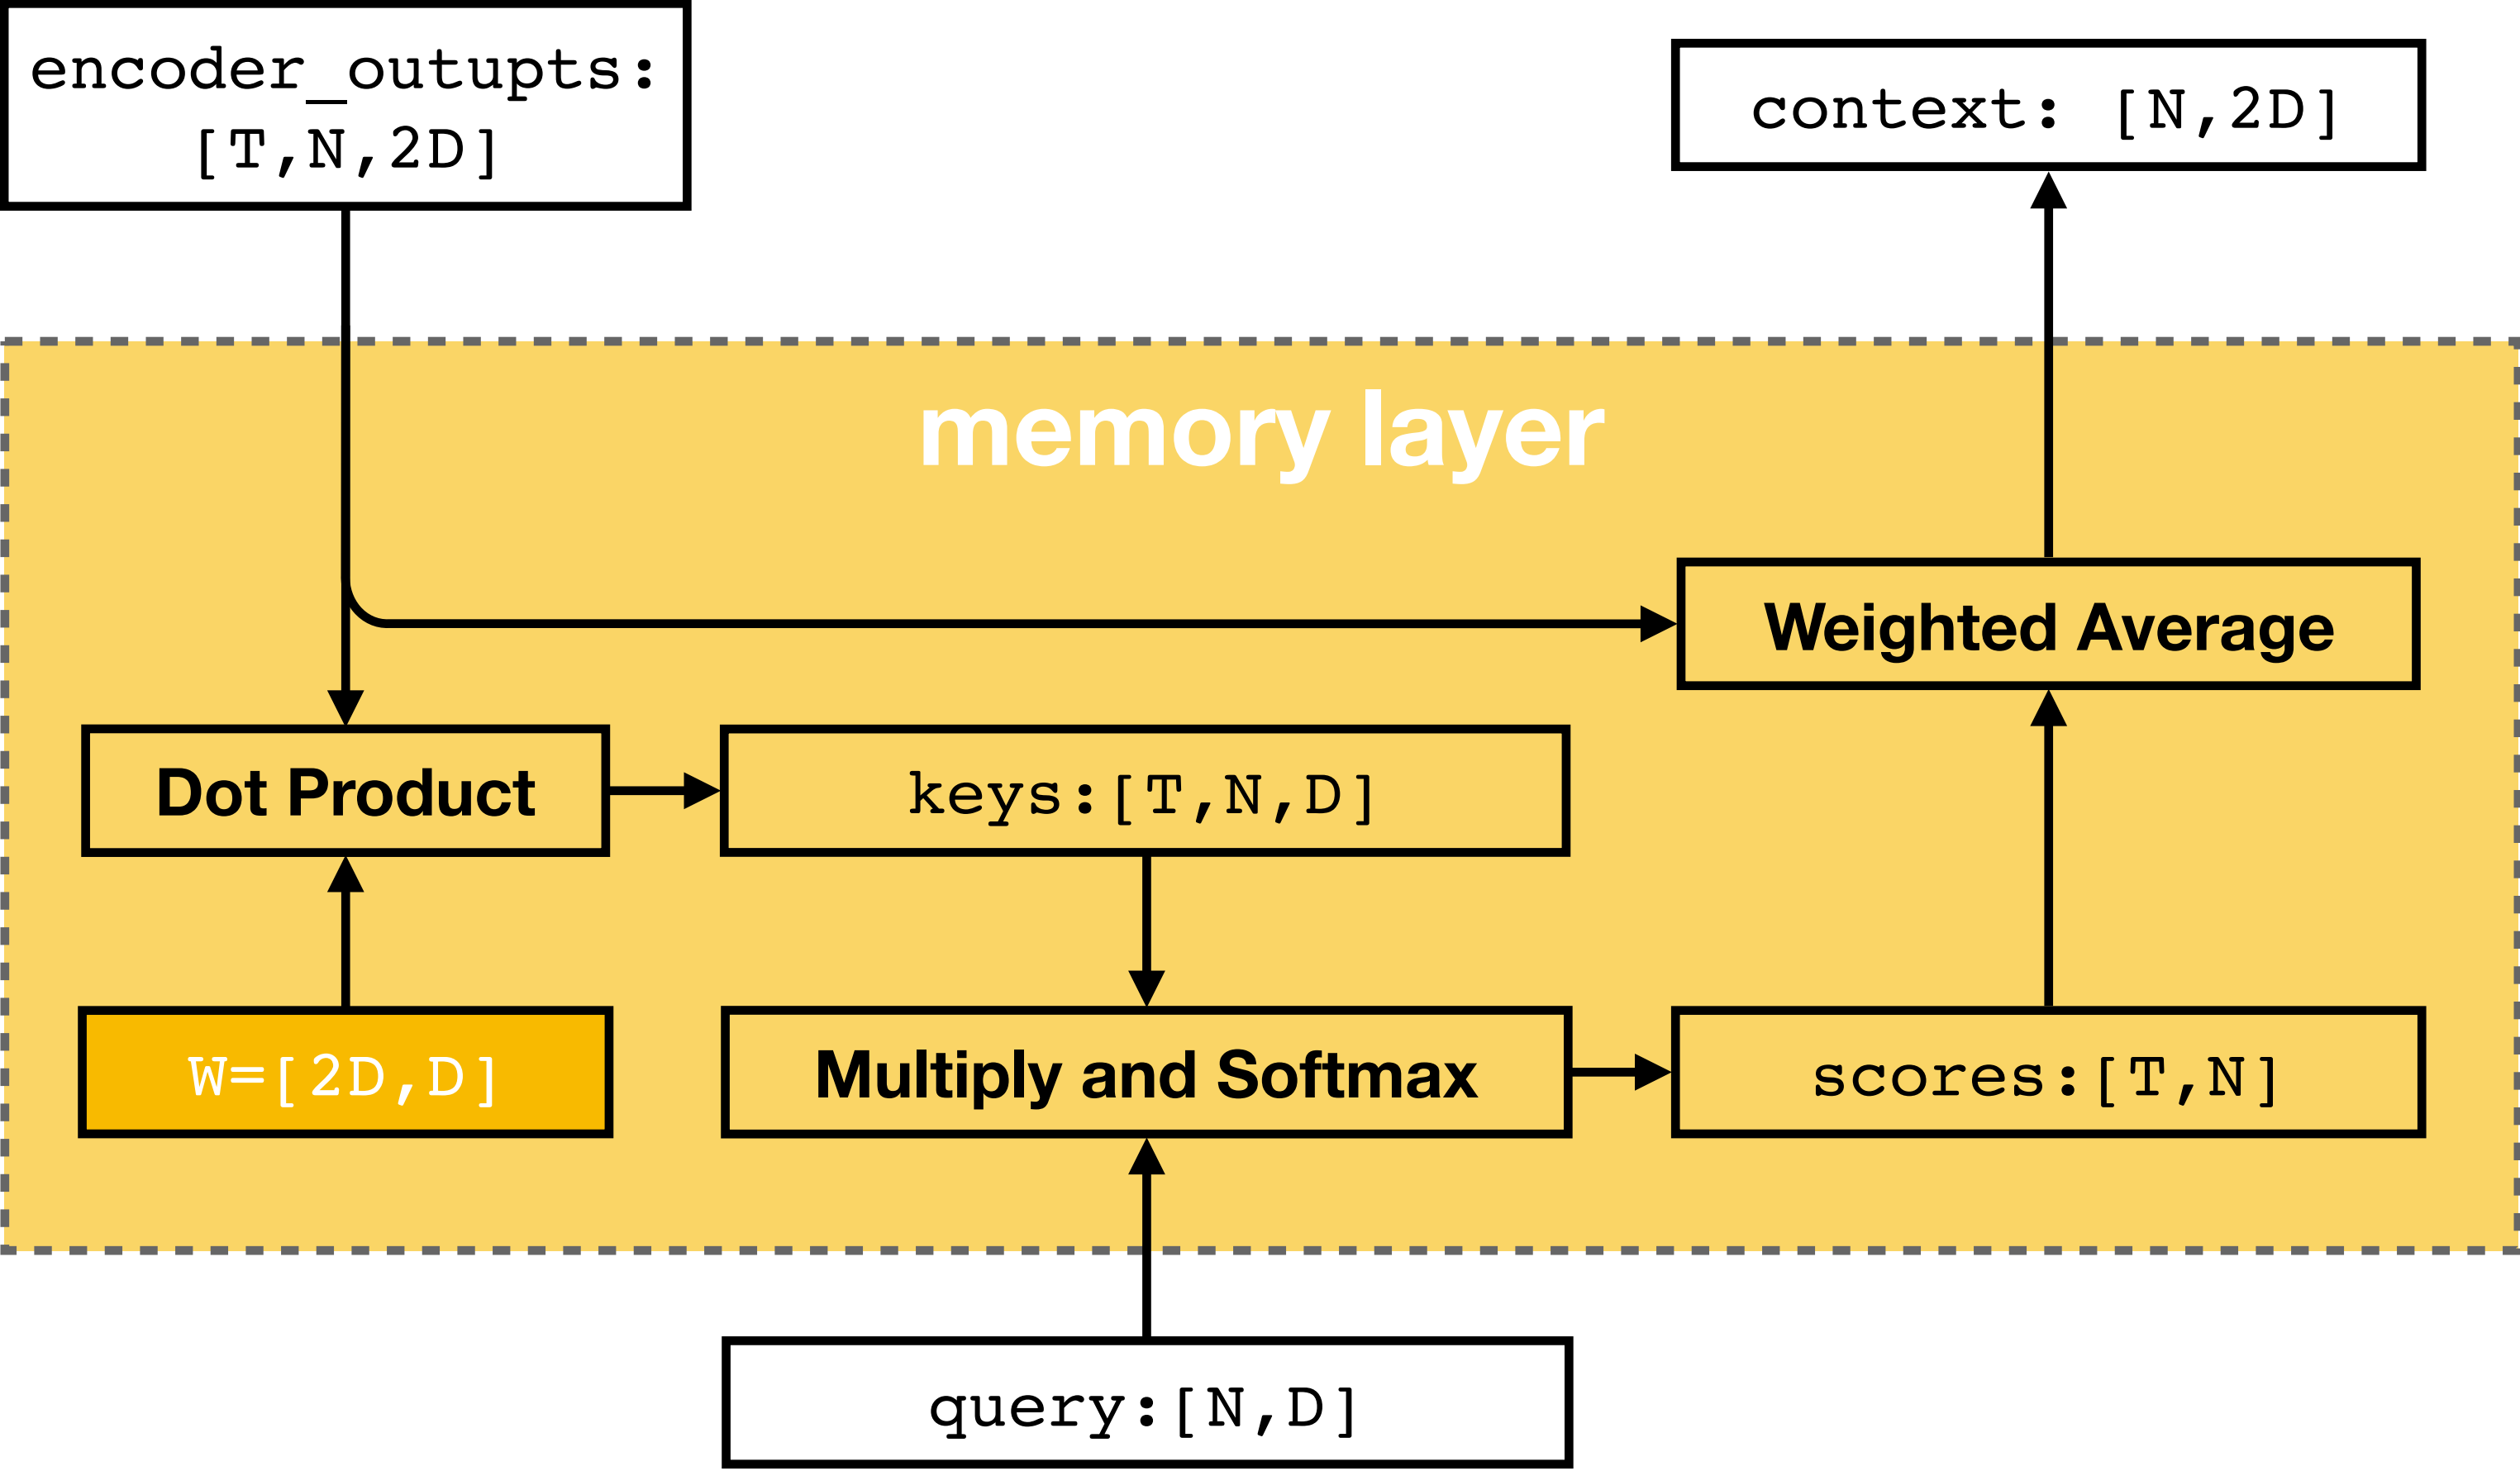 encoder_outupts:
[T,N,2D]
context: [N,2D]
memory layer
Weighted Average
Dot Product
keys:[T,N,D]
W=[2D,D]
Multiply and Softmax
scores:[T,N]
query:[N,D]